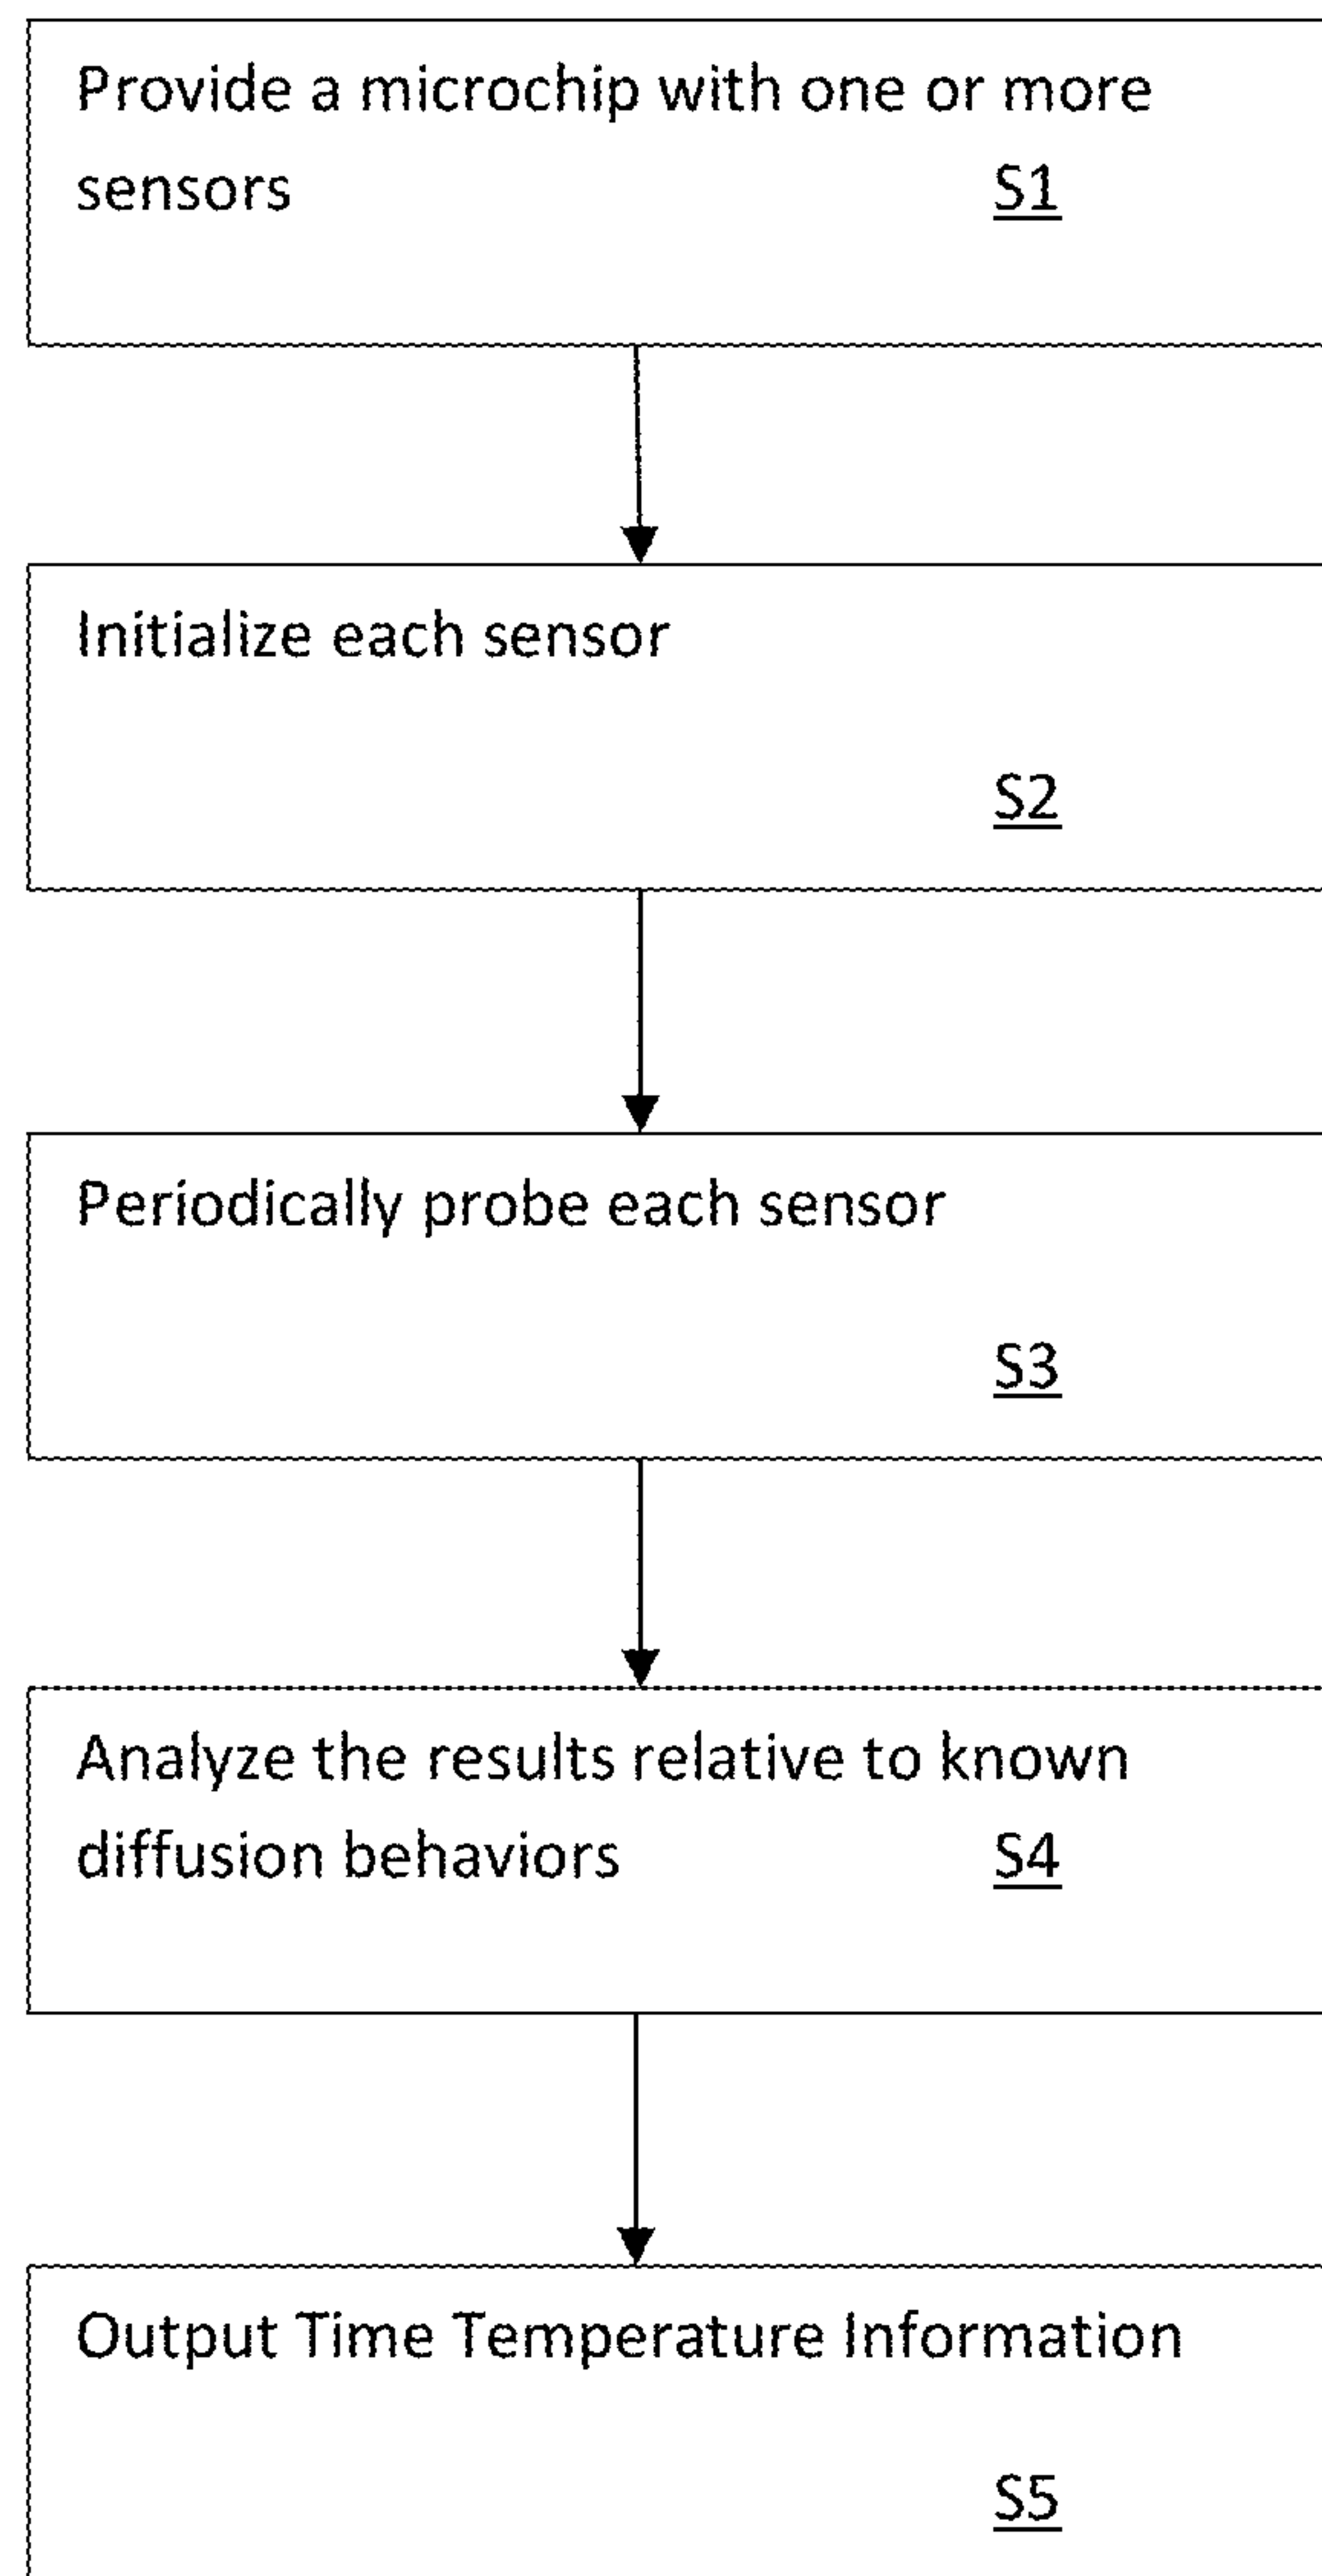 Provide a microchip with one or more
sensors S1
Initialize each sensor
S2
Periodically probe each sensor
S3
Analyze the results relative to known
diffusion behaviors S4
Output Time Temperature Information
S5